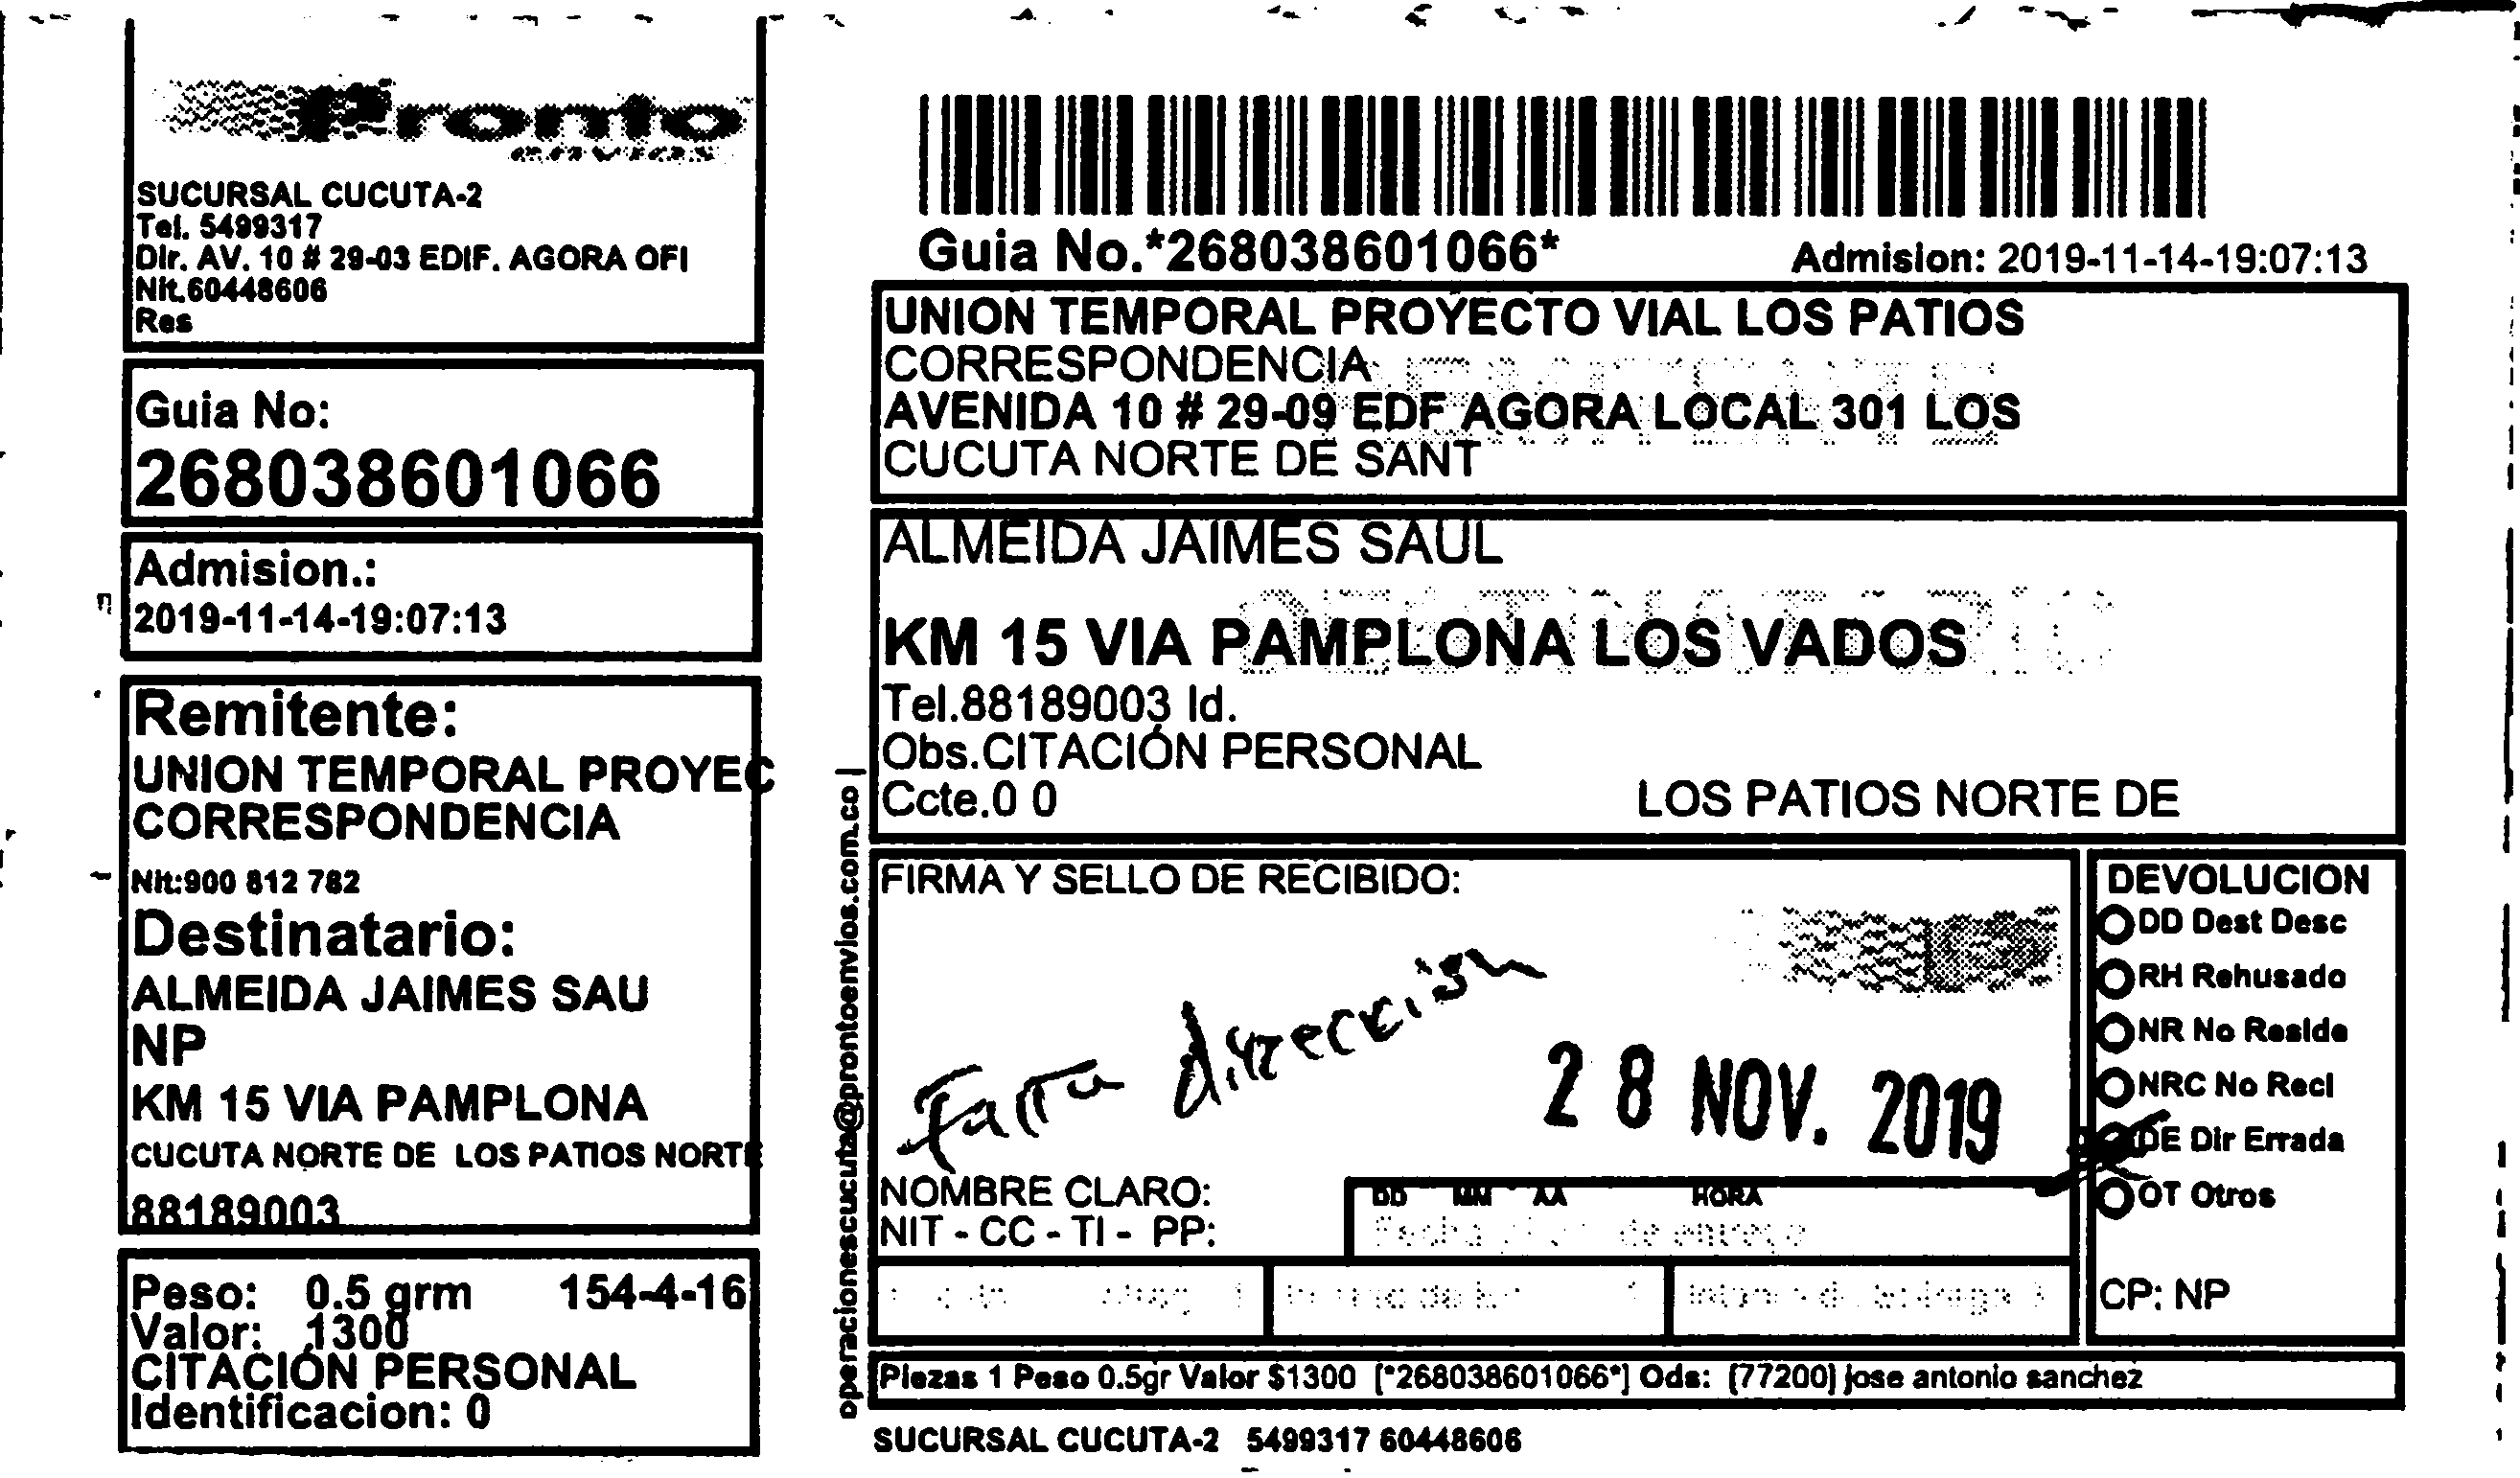 Pronto
envios
SUCURSAL CUCUTA-2
Tel. 5499317
Dir. AV. 10 # 29-03 EDIF. AGORA OFI
Nit.60448606
Res
Guia No:
268038601066
Admision.:
2019-11-14-19:07:13
Remitente:
UNION TEMPORAL PROYEC
CORRESPONDENCIA
Nit:900 812 782
Destinatario:
ALMEIDA JAIMES SAU
NP
KM 15 VIA PAMPLONA
CUCUTA NORTE DE LOS PATIOS NORTE
88189003
Peso: 0.5 grm 154-4-16
Valor: 1300
CITACIÓN PERSONAL
Identificacion: 0
operacionescucuta@prontoenvios.com.co |
Guia No.*268038601066*
Admision: 2019-11-14-19:07:13
REMITENTE
UNION TEMPORAL PROYECTO VIAL LOS PATIOS
CORRESPONDENCIA
AVENIDA 10 # 29-09 EDF AGORA LOCAL 301 LOS
CUCUTA NORTE DE SANT
DESTINATARIO
ALMEIDA JAIMES SAUL
KM 15 VIA PAMPLONA LOS VADOS
Tel.88189003 Id.
Obs.CITACIÓN PERSONAL
Ccte.0 0
LOS PATIOS NORTE DE
FIRMA Y SELLO DE RECIBIDO:
Falta dirección
28 NOV. 2019
NOMBRE CLARO:
NIT - CC - TI - PP:
DD MM AA HORA
Fecha de entrega
DEVOLUCION
DD Dest Desc
RH Rehusado
NR No Reside
NRC No Recl
DE Dir Errada
OT Otros
CP: NP
Piezas 1 Peso 0.5gr Valor $1300 [*268038601066*] Ods: [77200] jose antonio sanchez
SUCURSAL CUCUTA-2 5499317 60448606